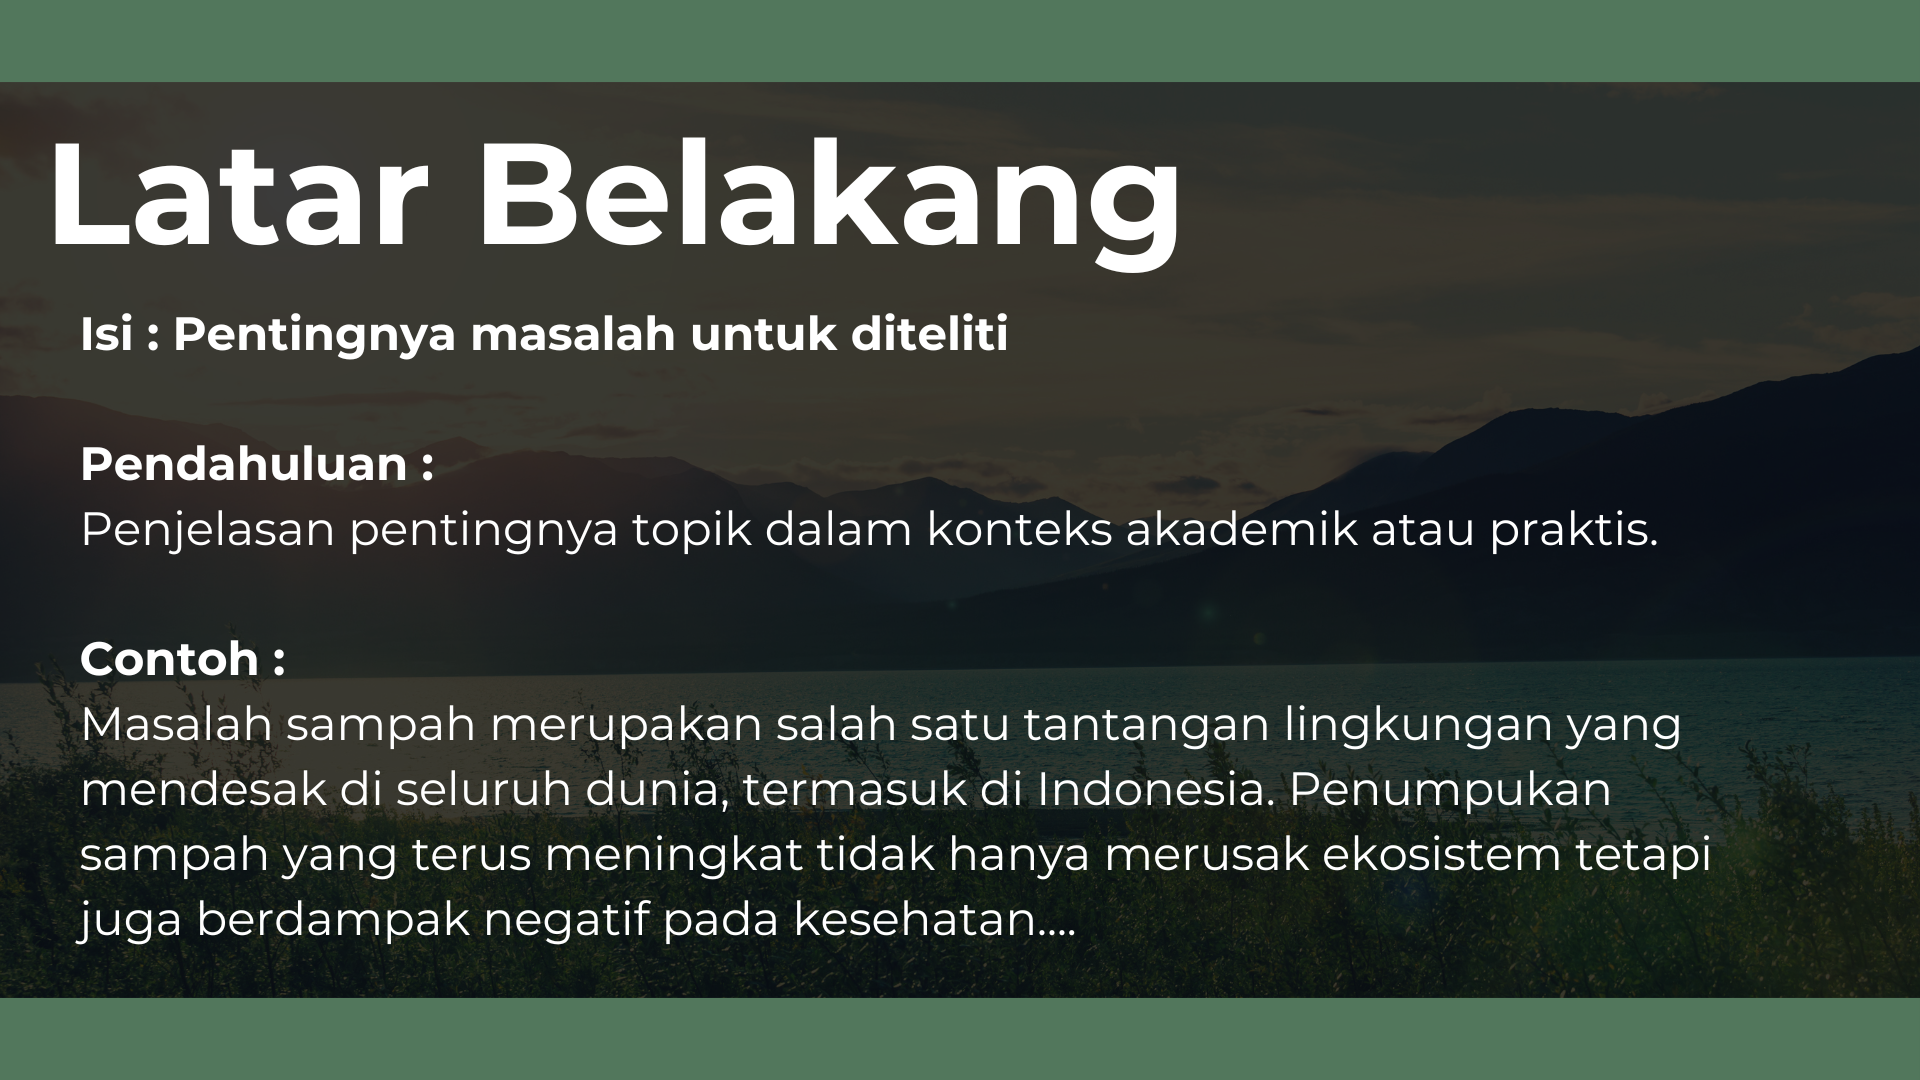 Latar Belakang
Isi : Pentingnya masalah untuk diteliti
Pendahuluan :
Penjelasan pentingnya topik dalam konteks akademik atau praktis.
Contoh :
Masalah sampah merupakan salah satu tantangan lingkungan yang
mendesak di seluruh dunia, termasuk di Indonesia. Penumpukan
sampah yang terus meningkat tidak hanya merusak ekosistem tetapi
juga berdampak negatif pada kesehatan....